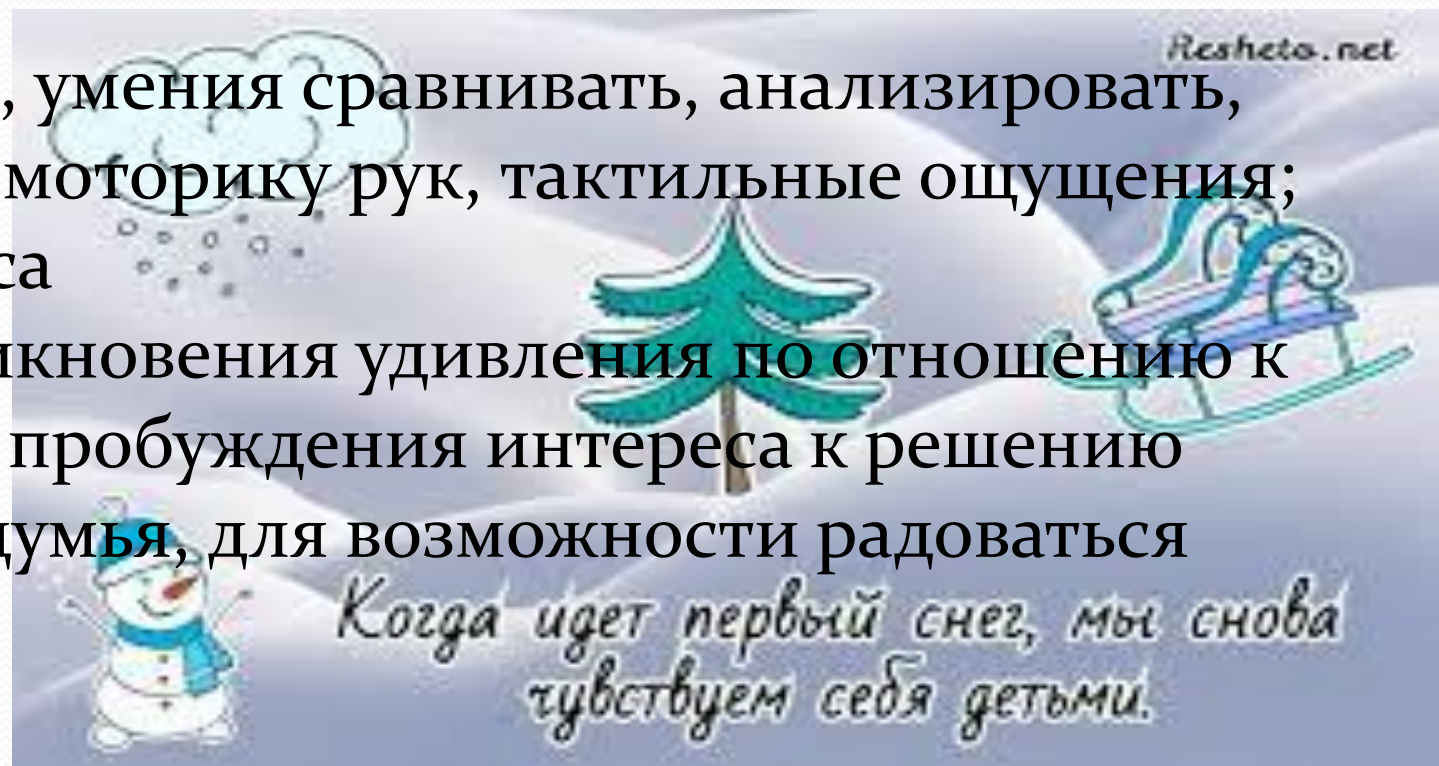 Resheto.net
, умения сравнивать, анализировать,
моторику рук, тактильные ощущения;
са
икновения удивления по отношению к
пробуждения интереса к решению
думья, для возможности радоваться
Когда идет первый снег, мы снова
чувствуем себя детьми.